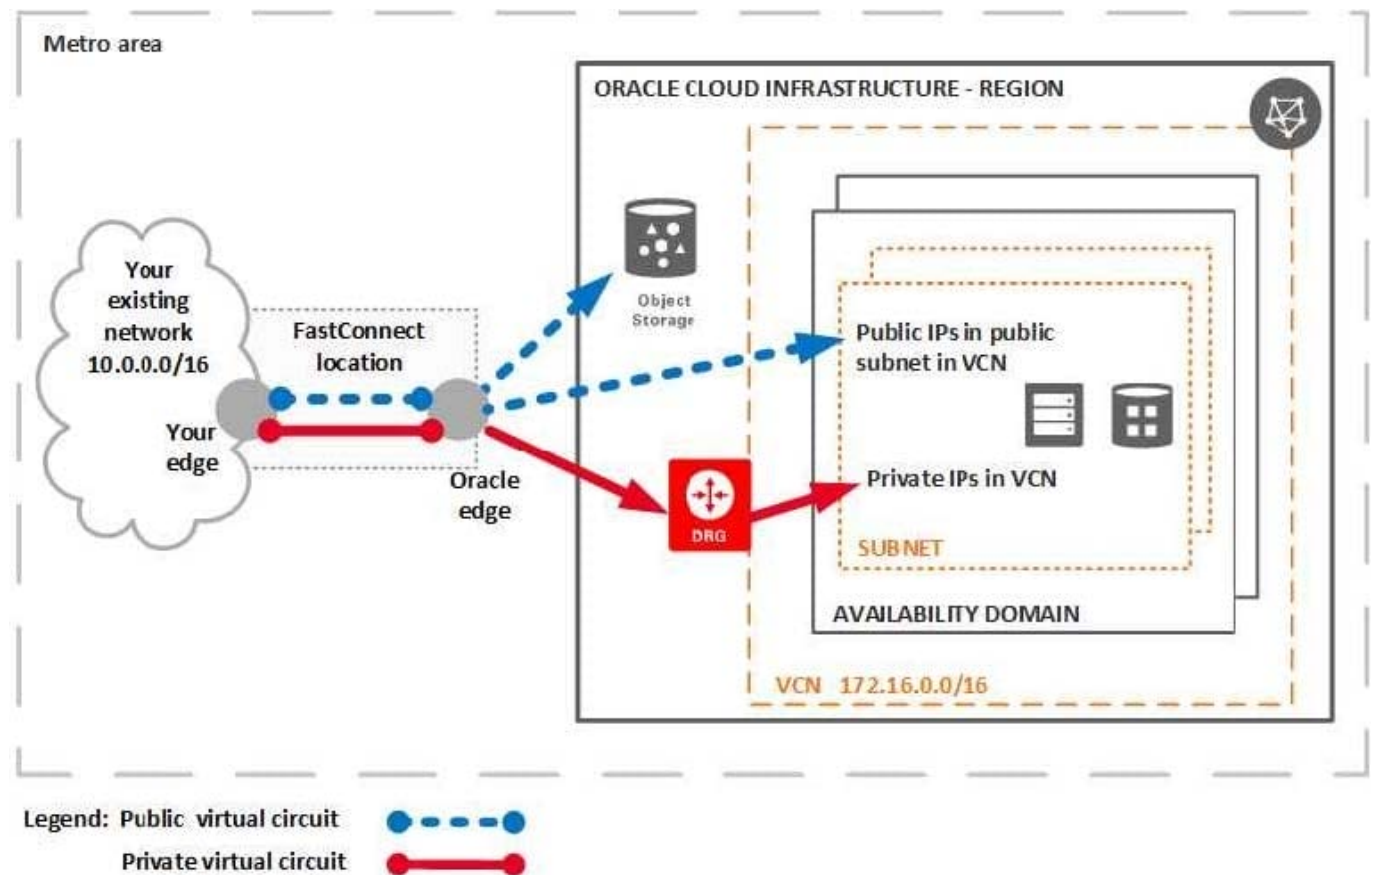 Metro area
ORACLE CLOUD INFRASTRUCTURE - REGION
Your
existing
network
10.0.0.0/16
FastConnect
location
Your
edge
Oracle
edge
Object
Storage
DRG
Public IPs in public
subnet in VCN
Private IPs in VCN
SUBNET
AVAILABILITY DOMAIN
VCN 172.16.0.0/16
Legend: Public virtual circuit
Private virtual circuit